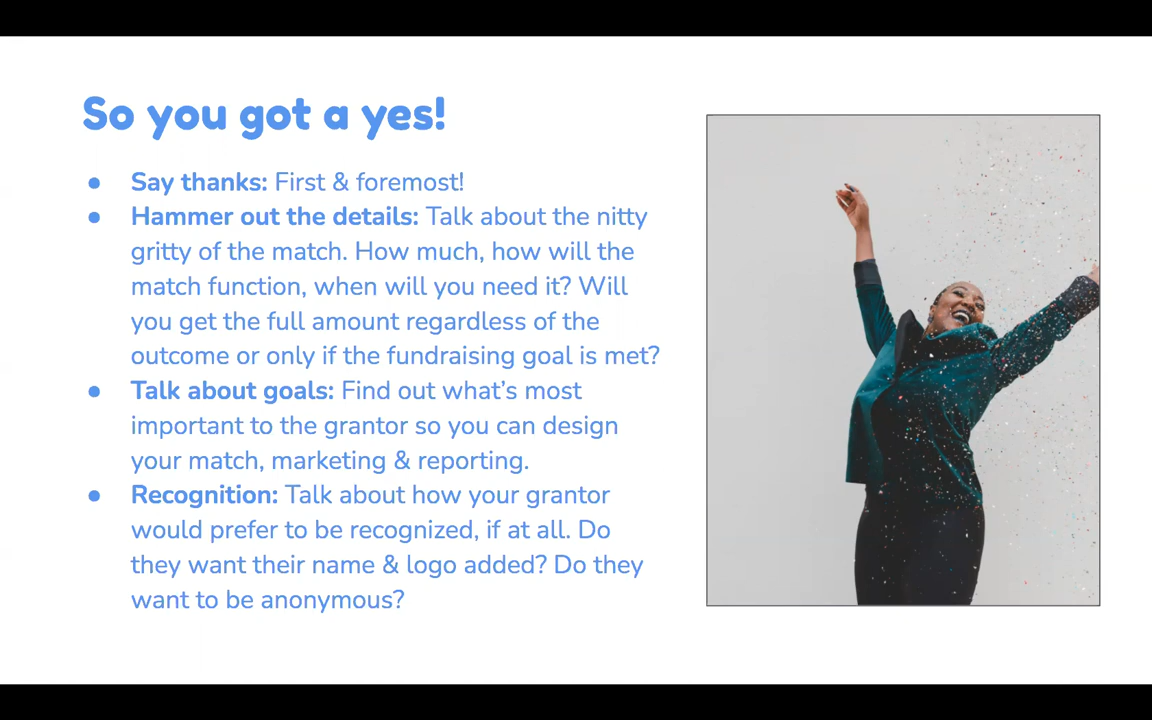 So you got a yes!
● Say thanks: First & foremost!
● Hammer out the details: Talk about the nitty
gritty of the match. How much, how will the
match function, when will you need it? Will
you get the full amount regardless of the
outcome or only if the fundraising goal is met?
● Talk about goals: Find out what’s most
important to the grantor so you can design
your match, marketing & reporting.
● Recognition: Talk about how your grantor
would prefer to be recognized, if at all. Do
they want their name & logo added? Do they
want to be anonymous?